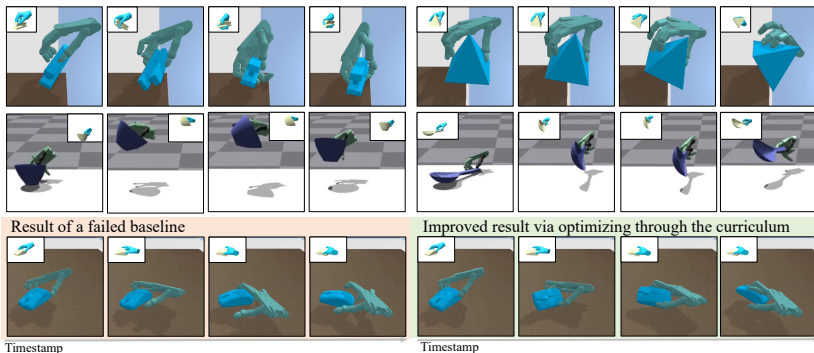 Result of a failed baseline
Improved result via optimizing through the curriculum
Timestamp
Timestamp